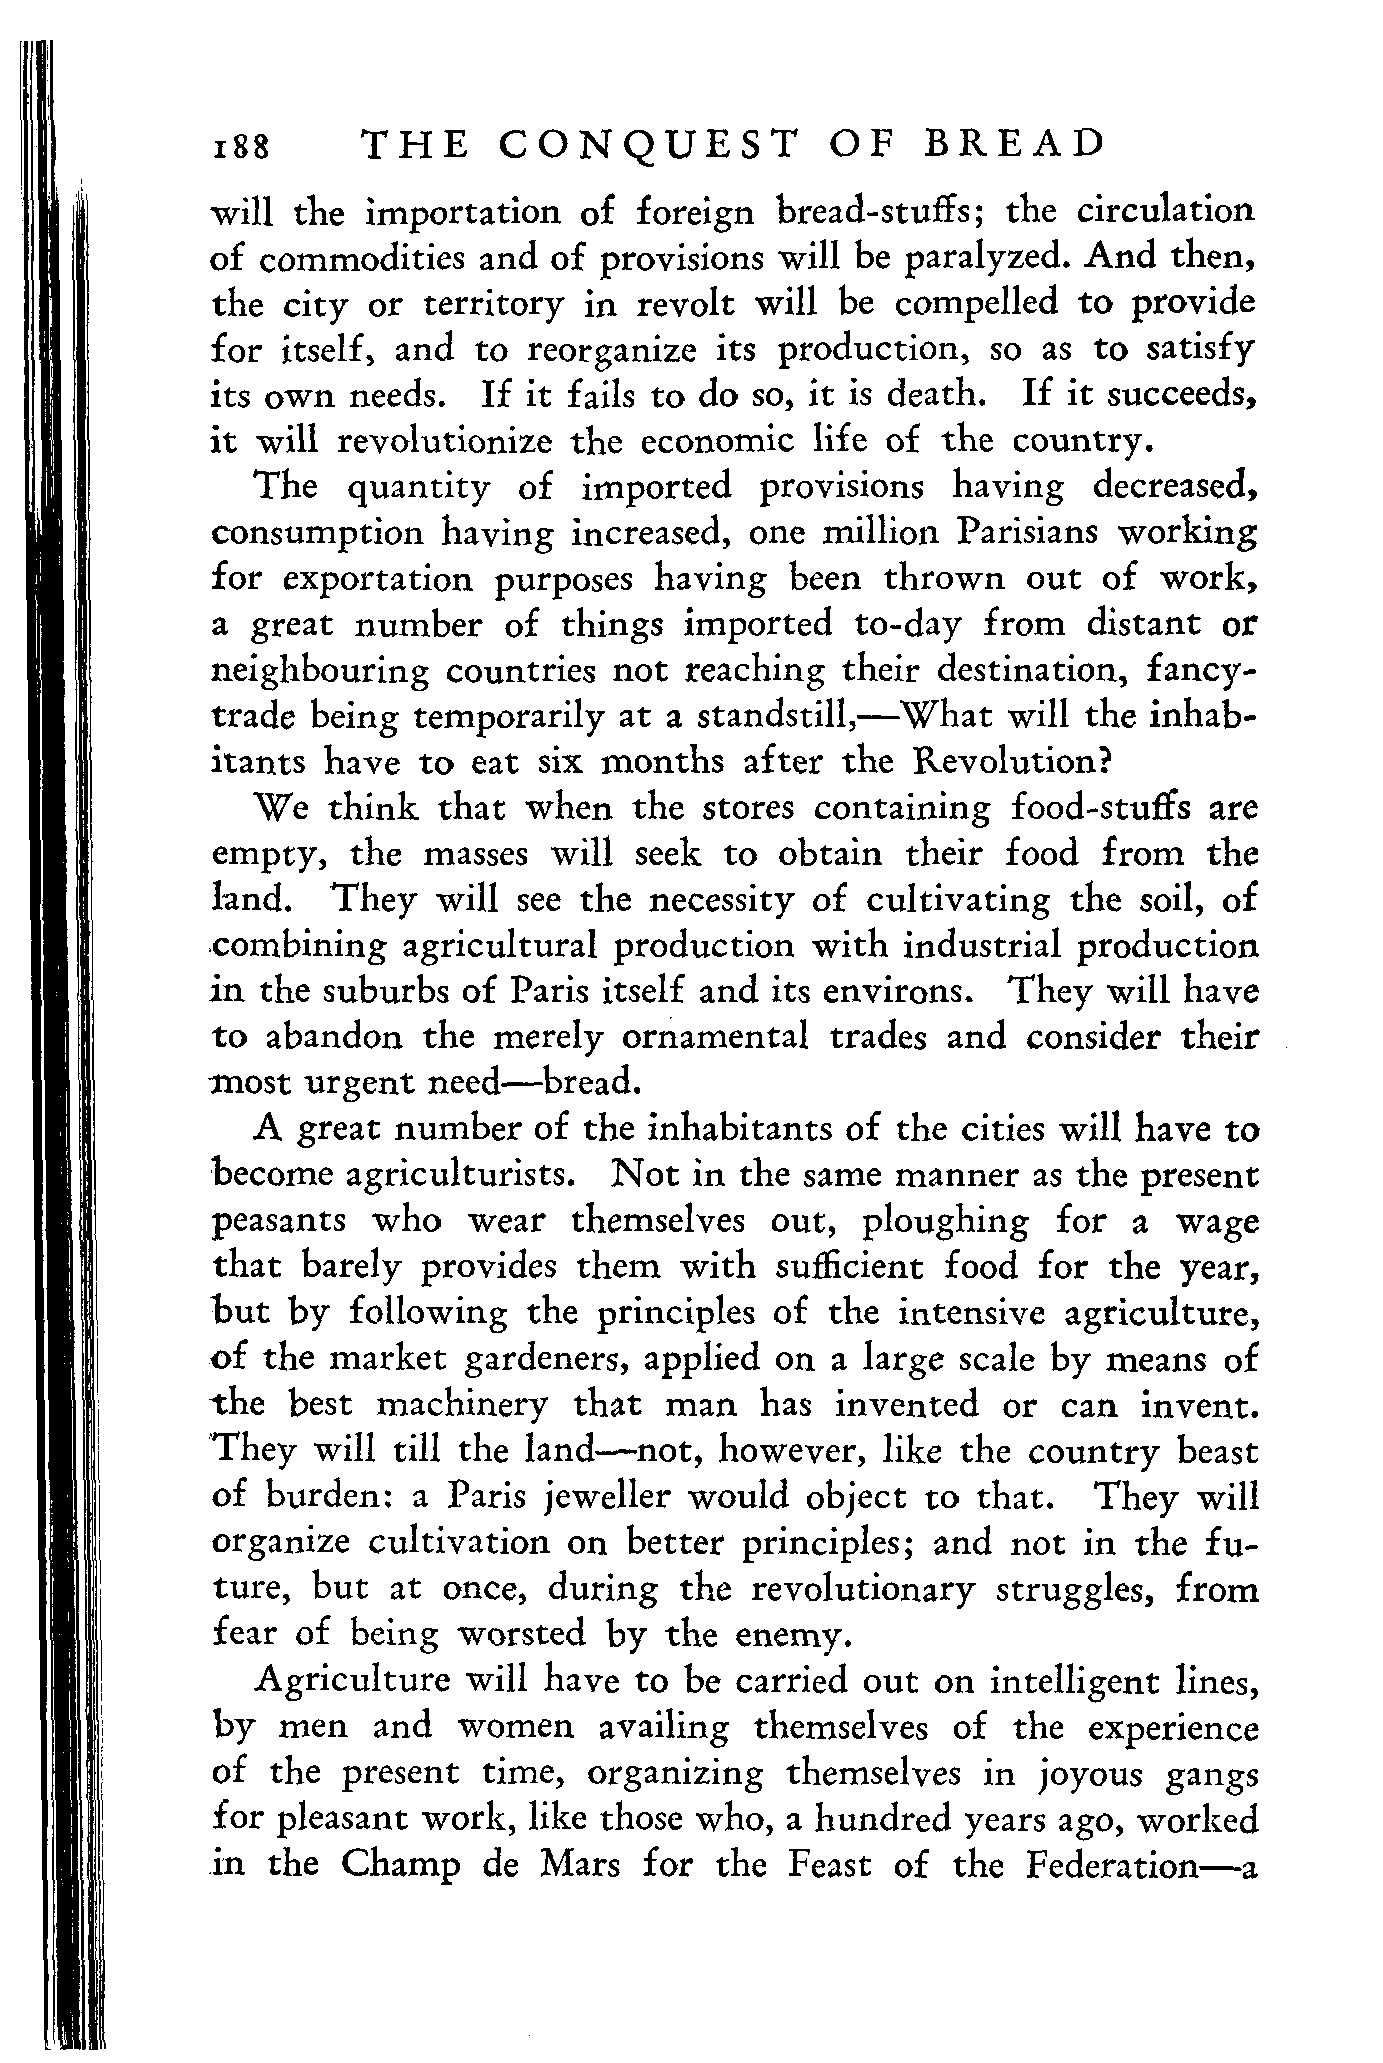 188 THE CONQUEST OF BREAD
will the importation of foreign bread-stuffs; the circulation
of commodities and of provisions will be paralyzed. And then,
the city or territory in revolt will be compelled to provide
for itself, and to reorganize its production, so as to satisfy
its own needs. If it fails to do so, it is death. If it succeeds,
it will revolutionize the economic life of the country.
The quantity of imported provisions having decreased,
consumption having increased, one million Parisians working
for exportation purposes having been thrown out of work,
a great number of things imported to-day from distant or
neighbouring countries not reaching their destination, fancy-
trade being temporarily at a standstill,—What will the inhab-
itants have to eat six months after the Revolution?
We think that when the stores containing food-stuffs are
empty, the masses will seek to obtain their food from the
land. They will see the necessity of cultivating the soil, of
combining agricultural production with industrial production
in the suburbs of Paris itself and its environs. They will have
to abandon the merely ornamental trades and consider their
most urgent need—bread.
A great number of the inhabitants of the cities will have to
become agriculturists. Not in the same manner as the present
peasants who wear themselves out, ploughing for a wage
that barely provides them with sufficient food for the year,
but by following the principles of the intensive agriculture,
of the market gardeners, applied on a large scale by means of
the best machinery that man has invented or can invent.
They will till the land—not, however, like the country beast
of burden: a Paris jeweller would object to that. They will
organize cultivation on better principles; and not in the fu-
ture, but at once, during the revolutionary struggles, from
fear of being worsted by the enemy.
Agriculture will have to be carried out on intelligent lines,
by men and women availing themselves of the experience
of the present time, organizing themselves in joyous gangs
for pleasant work, like those who, a hundred years ago, worked
in the Champ de Mars for the Feast of the Federation—a